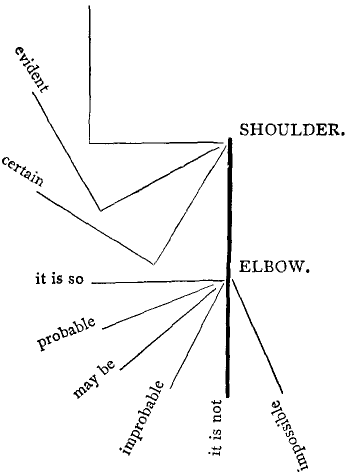 evident
SHOULDER.
certain
ELBOW.
it is so
probable
may be
improbable
it is not
impossible